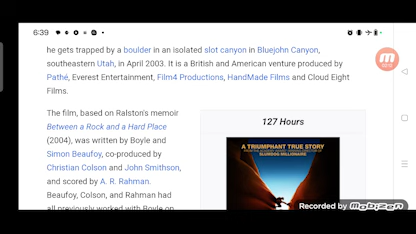 6:39
he gets trapped by a boulder in an isolated slot canyon in Bluejohn Canyon,
southeastern Utah, in April 2003. It is a British and American venture produced by
Pathé, Everest Entertainment, Film4 Productions, HandMade Films and Cloud Eight
Films.
The film, based on Ralston's memoir
Between a Rock and a Hard Place
(2004), was written by Boyle and
Simon Beaufoy, co-produced by
Christian Colson and John Smithson,
and scored by A. R. Rahman.
Beaufoy, Colson, and Rahman had
all previously worked with Boyle on
127 Hours
A TRIUMPHANT TRUE STORY
SLUMDOG MILLIONAIRE
Recorded by Mobizen